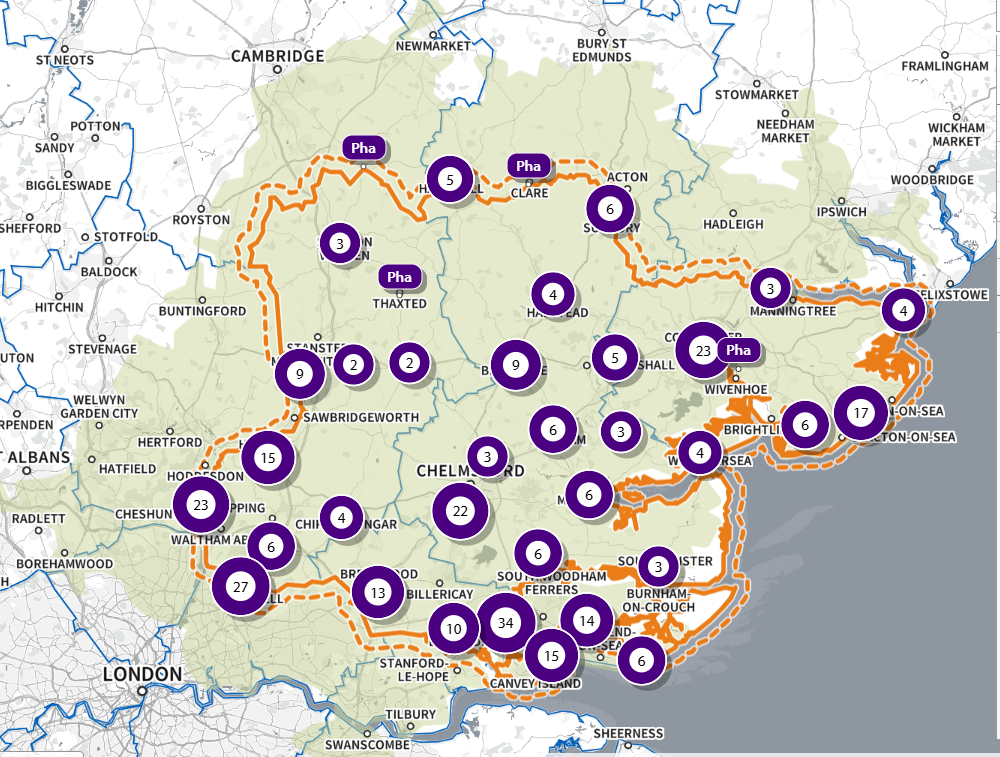 NEWMARKET
BURY ST
EDMUNDS
ST NEOTS
CAMBRIDGE
FRAMLINGHAM
STOWMARKET
POTTON
NEEDHAM
MARKET
WICKHAM
MARKET
SANDY
Pha
Pha
BIGGLESWADE
5
CLARE
ACTON
WOODBRIDGE
ROYSTON
6
HADLEIGH
IPSWICH
SHEFFORD
STOTFOLD
3
BALDOCK
Pha
THAXTED
4
3
MANNINGTREE
4
HITCHIN
BUNTINGFORD
STEVENAGE
9
2
2
9
5
23
Pha
WIVENHOE
WELWYN
GARDEN CITY
SAWBRIDGEWORTH
6
17
HERTFORD
6
3
HATFIELD
HODDESDON
15
3
CHELMSFORD
4
23
4
22
6
RADLETT
BOREHAMWOOD
6
6
3
SOUTHWOODHAM
FERRERS
BURNHAM-
ON-CROUCH
27
13
BILLERICAY
10
34
14
15
6
STANFORD-
LE-HOPE
CANVEY ISLAND
LONDON
TILBURY
SWANSCOMBE
SHEERNESS